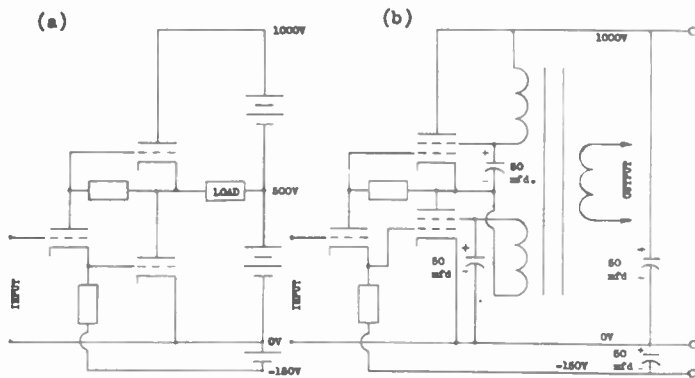 (a)
1000V
LOAD
500V
INPUT
0V
-150V
(b)
1000V
+
-
50
mfd.
OUTPUT
+
-
50
mfd
+
-
50
mfd
INPUT
0V
-150V
+
-
50
mfd